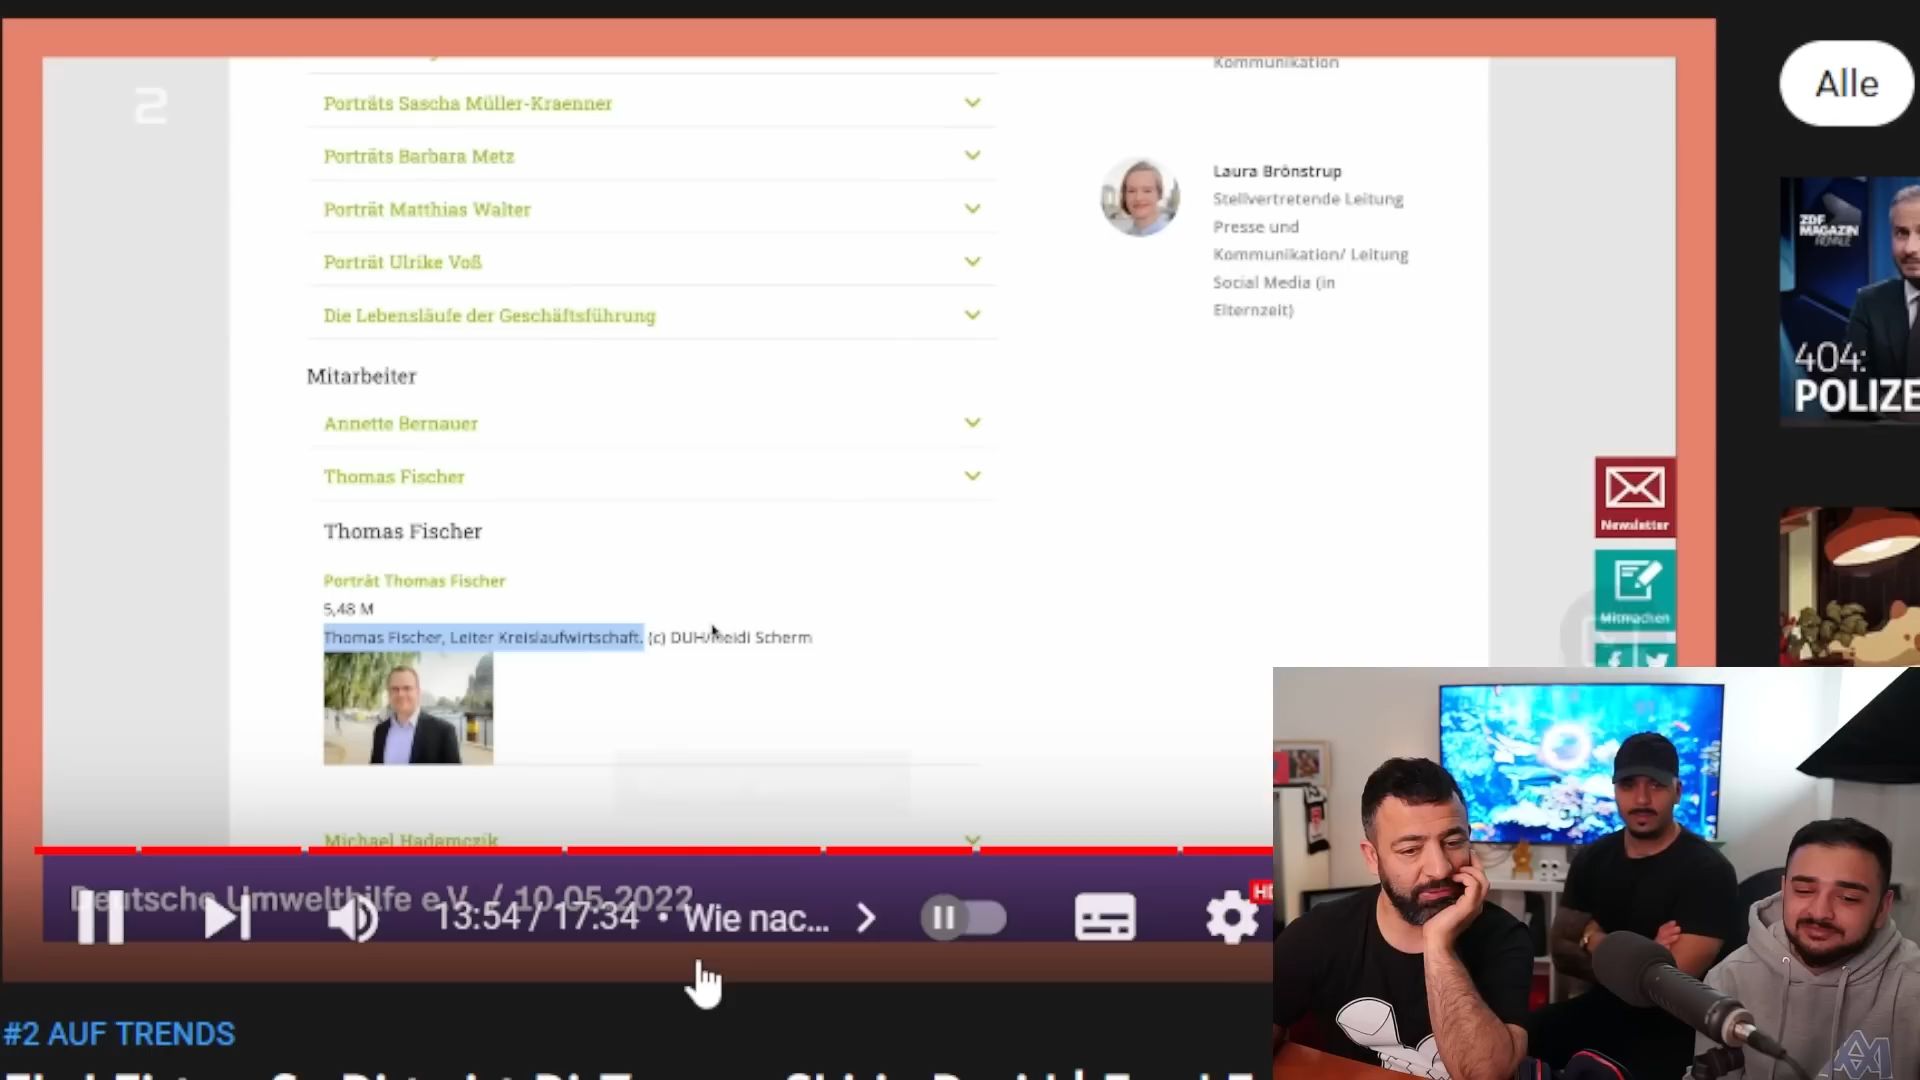 Kommunikation
Alle
2
Porträts Sascha Müller-Kraenner
Porträts Barbara Metz
Porträt Matthias Walter
Porträt Ulrike Voß
Die Lebensläufe der Geschäftsführung
Laura Brönstrup
Stellvertretende Leitung
Presse und
Kommunikation/ Leitung
Social Media (in
Elternzeit)
ZDF
MAGAZIN
ROYALE
404:
POLIZE
Mitarbeiter
Annette Bernauer
Thomas Fischer
Thomas Fischer
Porträt Thomas Fischer
5,48 M
Thomas Fischer, Leiter Kreislaufwirtschaft. (c) DUH/Heidi Scherm
Newsletter
Mitmachen
Michael Hadamczik
Deutsche Umwelthilfe e.V. / 10.05.2022
13:54 / 17:34 • Wie nac...
HD
#2 AUF TRENDS